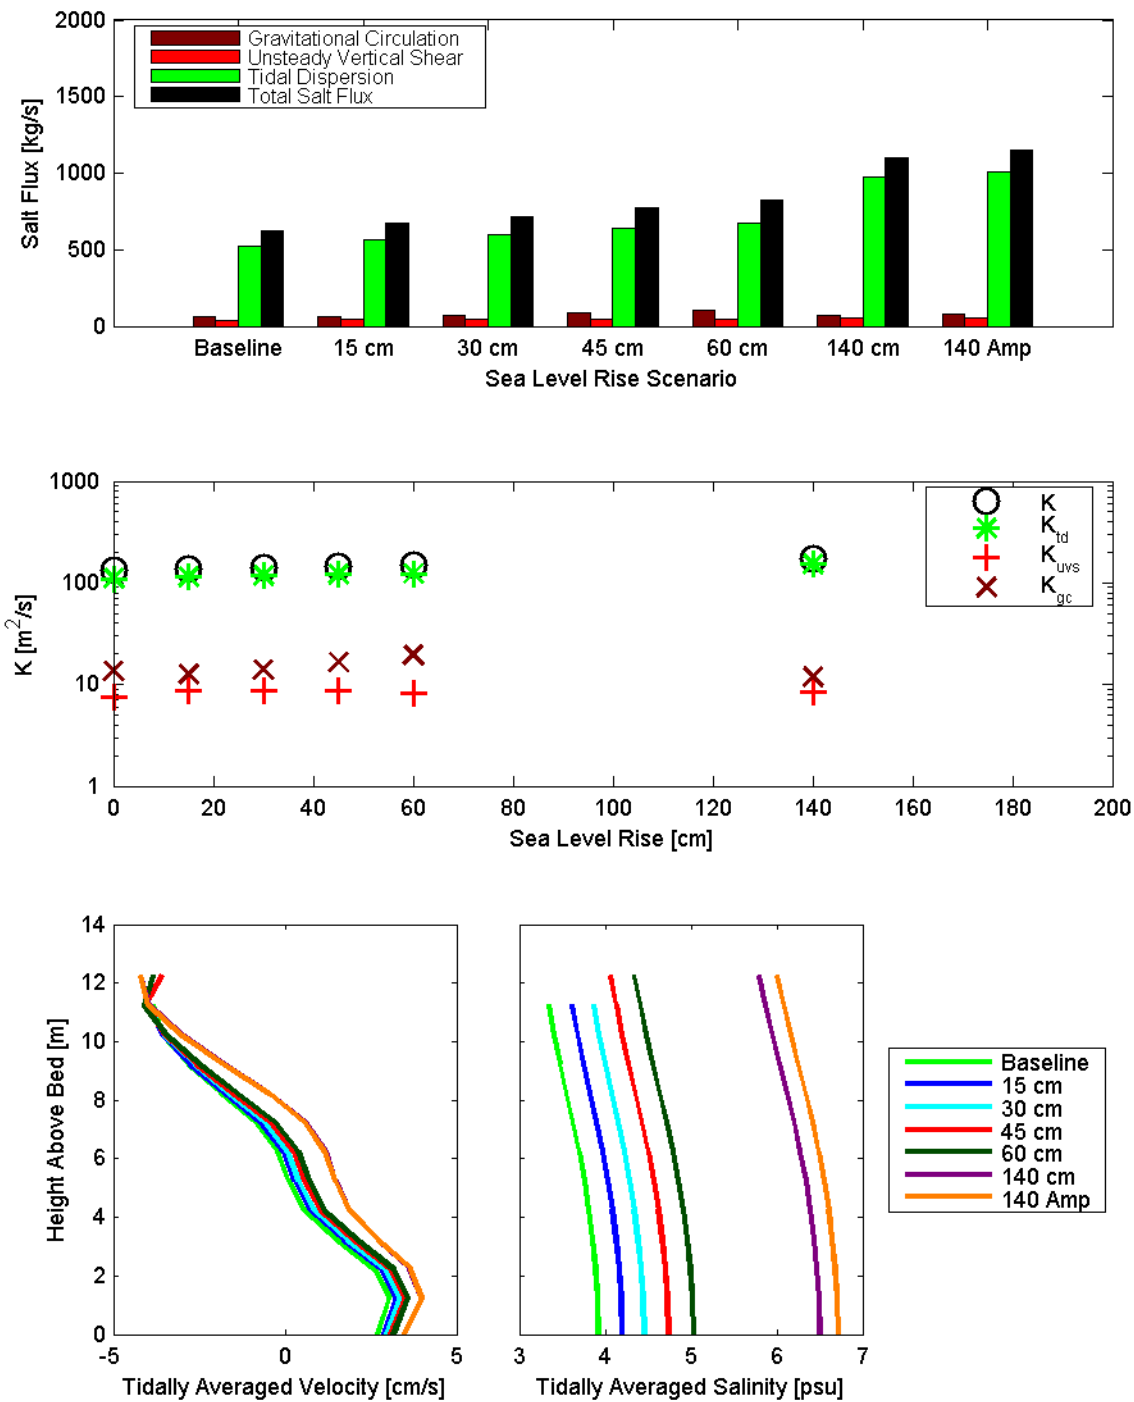 2000
1500
1000
500
0
Salt Flux [kg/s]
Gravitational Circulation
Unsteady Vertical Shear
Tidal Dispersion
Total Salt Flux
Baseline 15 cm 30 cm 45 cm 60 cm 140 cm 140 Amp
Sea Level Rise Scenario
1000
100
10
1
K [m²/s]
K
K_td
K_uvs
K_gc
0 20 40 60 80 100 120 140 160 180 200
Sea Level Rise [cm]
14
12
10
8
6
4
2
0
Height Above Bed [m]
-5 0 5
Tidally Averaged Velocity [cm/s]
3 4 5 6 7
Tidally Averaged Salinity [psu]
Baseline
15 cm
30 cm
45 cm
60 cm
140 cm
140 Amp